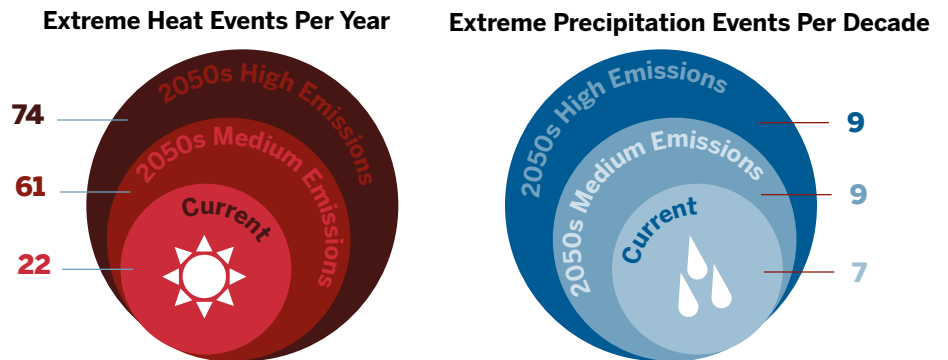 Extreme Heat Events Per Year
2050s High Emissions
74
2050s Medium Emissions
61
Current
22
Extreme Precipitation Events Per Decade
2050s High Emissions
9
2050s Medium Emissions
9
Current
7